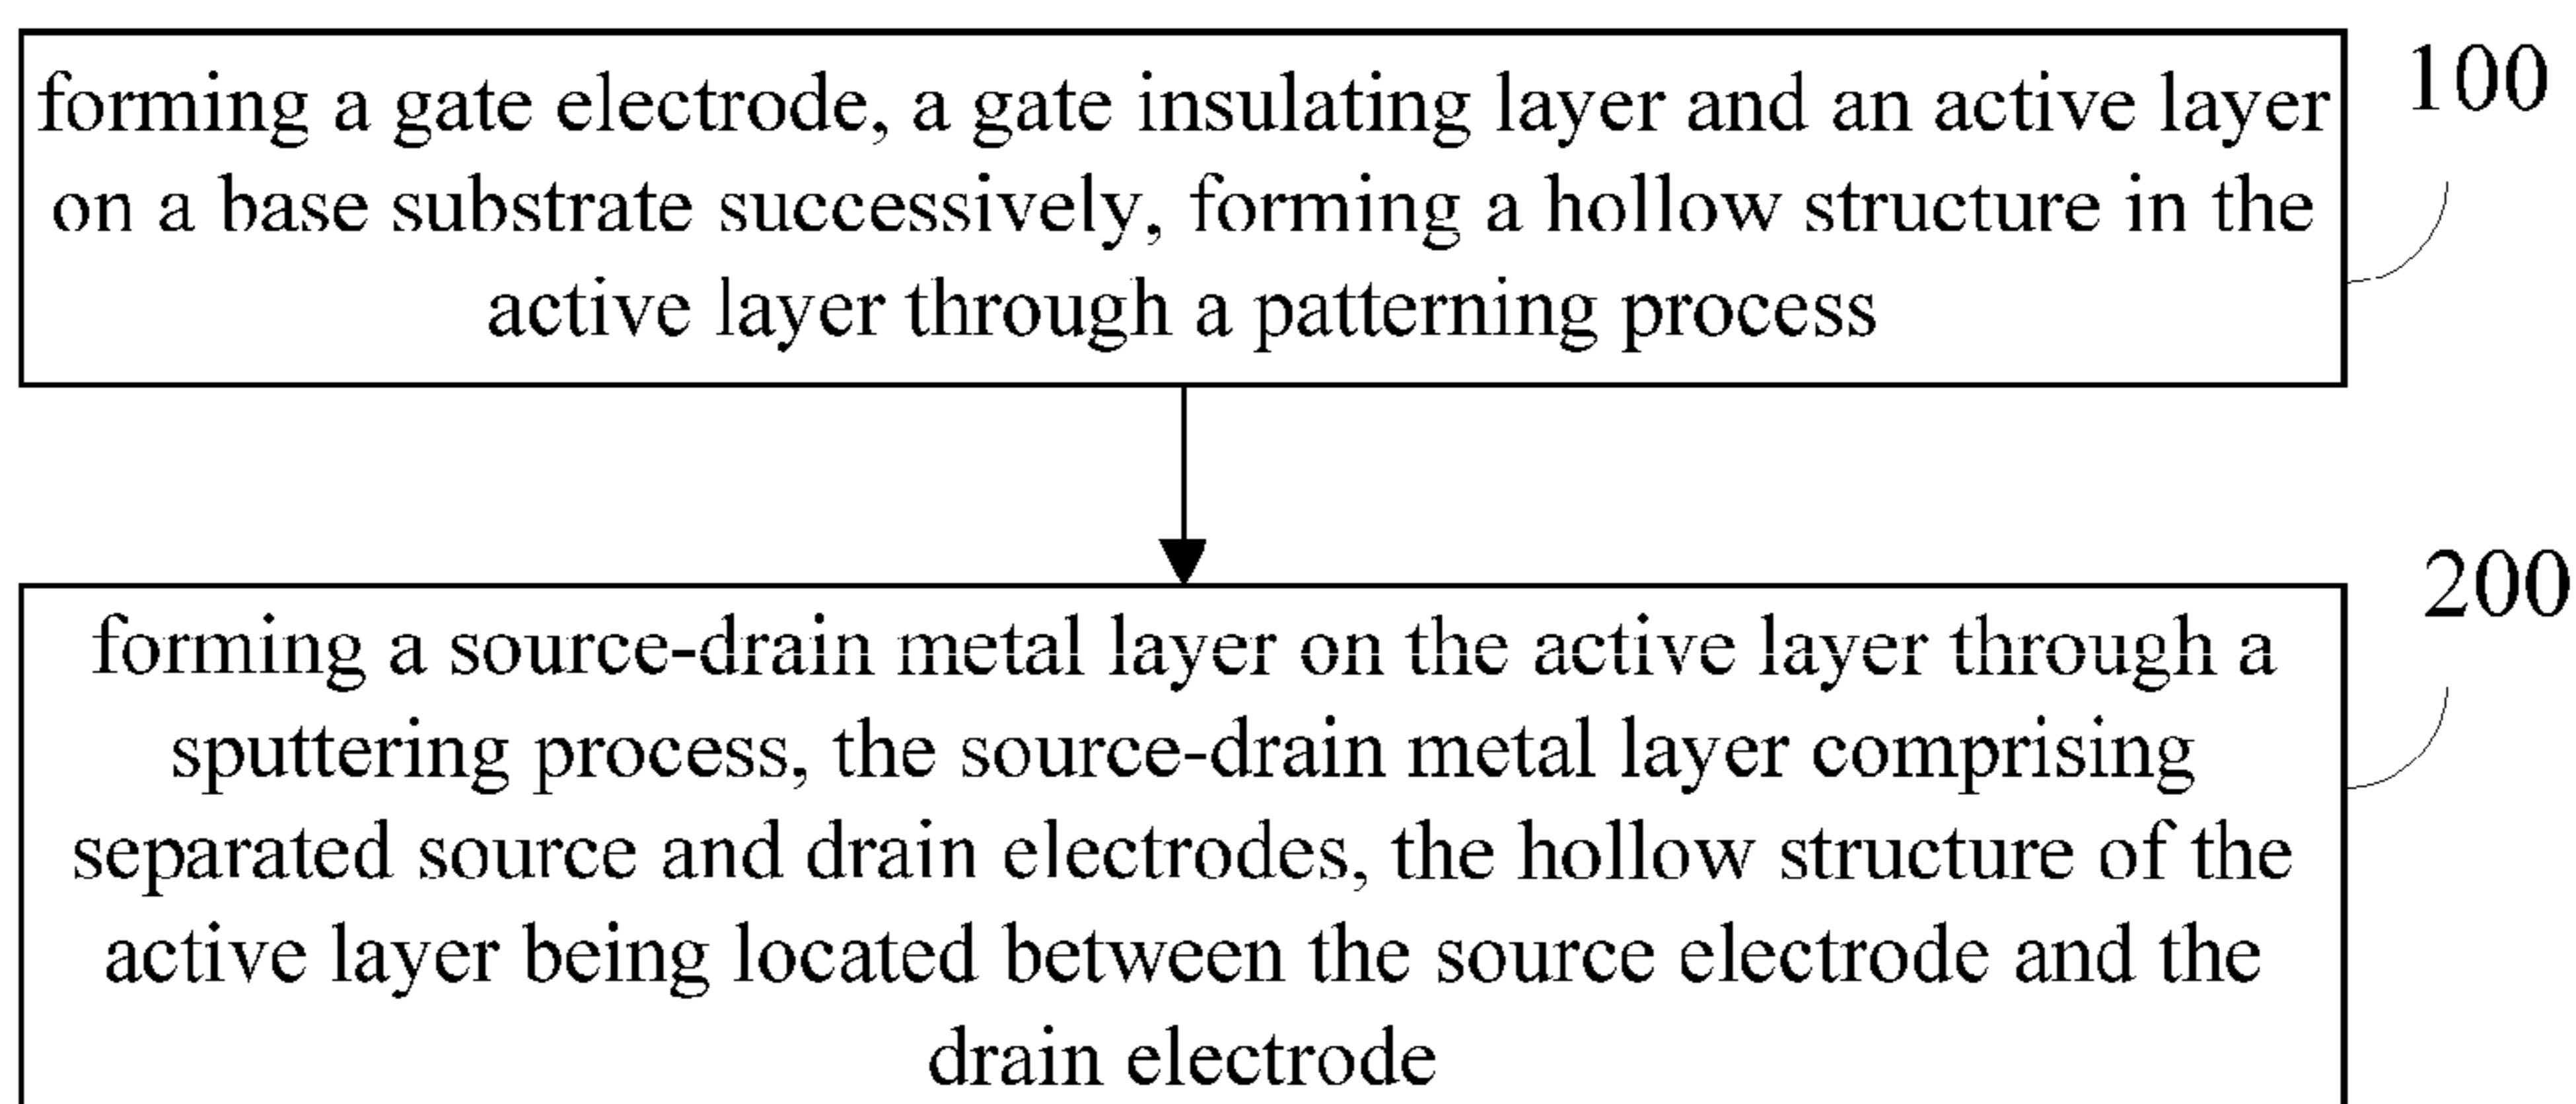 forming a gate electrode, a gate insulating layer and an active layer
on a base substrate successively, forming a hollow structure in the
active layer through a patterning process
100
forming a source-drain metal layer on the active layer through a
sputtering process, the source-drain metal layer comprising
separated source and drain electrodes, the hollow structure of the
active layer being located between the source electrode and the
drain electrode
200